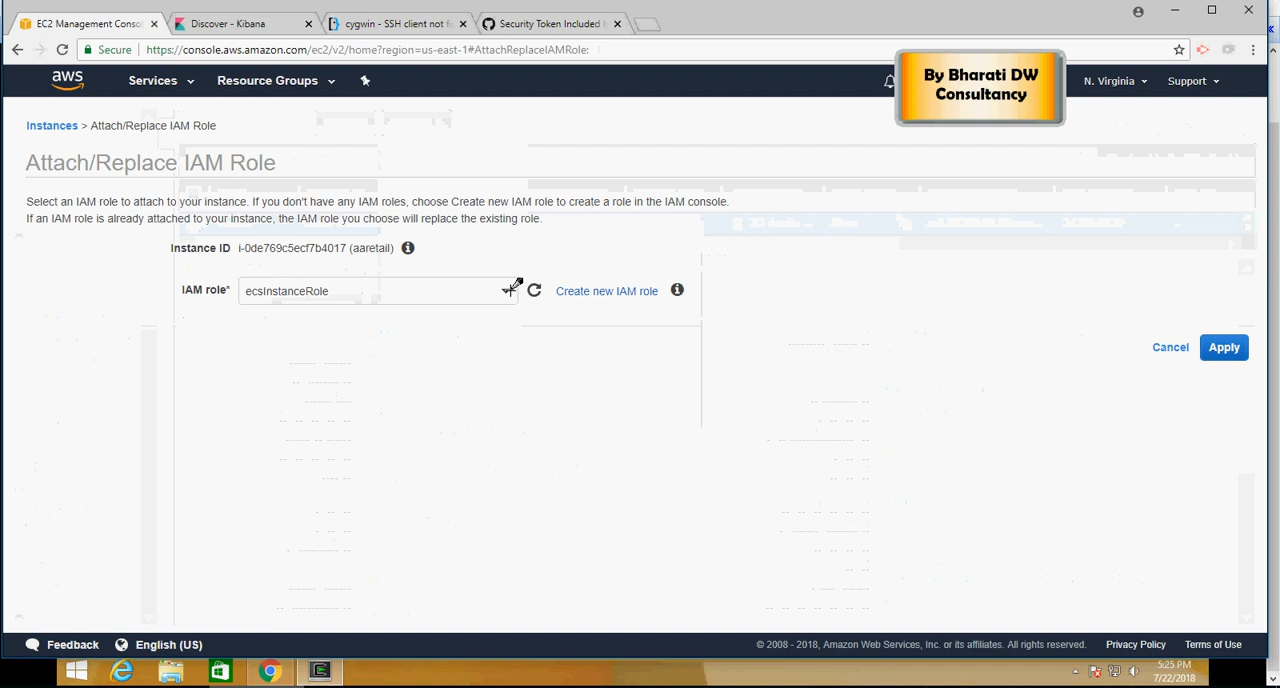 EC2 Management Conso
Discover - Kibana
cygwin - SSH client not f
Security Token Included
Secure
https://console.aws.amazon.com/ec2/v2/home?region=us-east-1#AttachReplaceIAMRole:
aws
Services
Resource Groups
By Bharati DW
Consultancy
N. Virginia
Support
Instances > Attach/Replace IAM Role
Attach/Replace IAM Role
Select an IAM role to attach to your instance. If you don't have any IAM roles, choose Create new IAM role to create a role in the IAM console.
If an IAM role is already attached to your instance, the IAM role you choose will replace the existing role.
Instance ID i-0de769c5ecf7b4017 (aaretail)
IAM role* ecsInstanceRole
Create new IAM role
Cancel Apply
Feedback
English (US)
© 2008 - 2018, Amazon Web Services, Inc. or its affiliates. All rights reserved.
Privacy Policy
Terms of Use
5:25 PM
7/22/2018